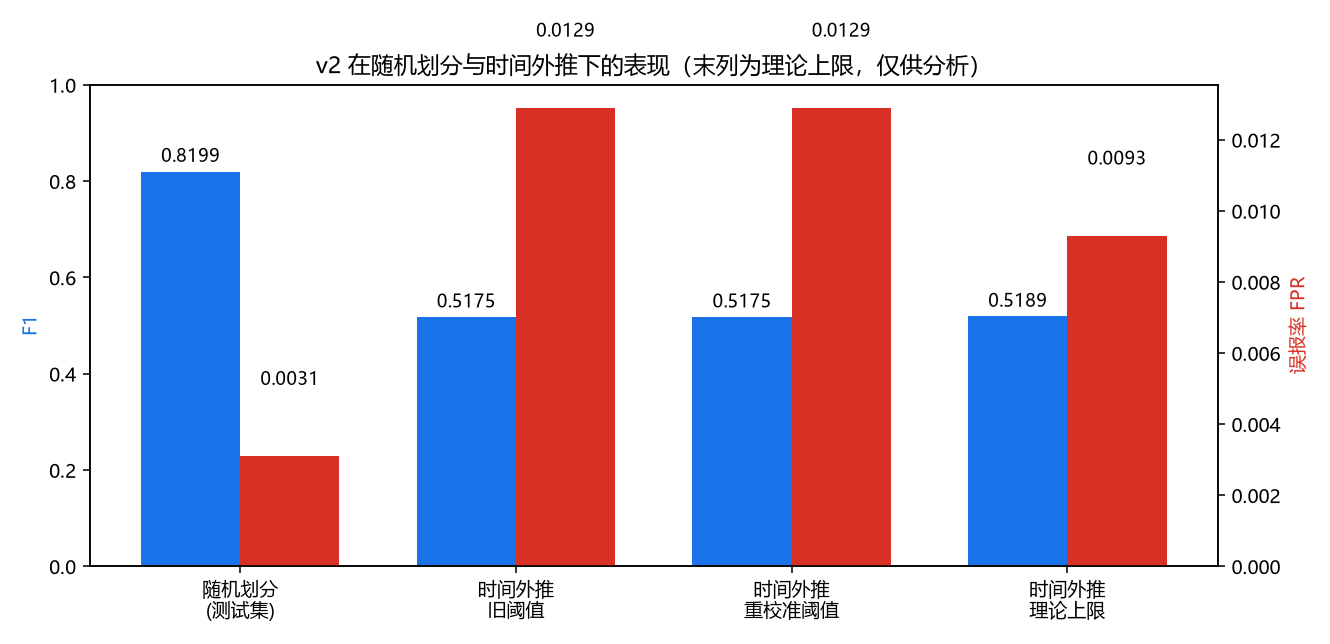 0.0129
0.0129
v2 在随机划分与时间外推下的表现（末列为理论上限，仅供分析）
F1
1.0
0.8
0.6
0.4
0.2
0.0
0.8199
0.0031
0.5175
0.5175
0.5189
0.0093
0.012
0.010
0.008
0.006
0.004
0.002
0.000
误报率 FPR
随机划分
(测试集)
时间外推
旧阈值
时间外推
重校准阈值
时间外推
理论上限